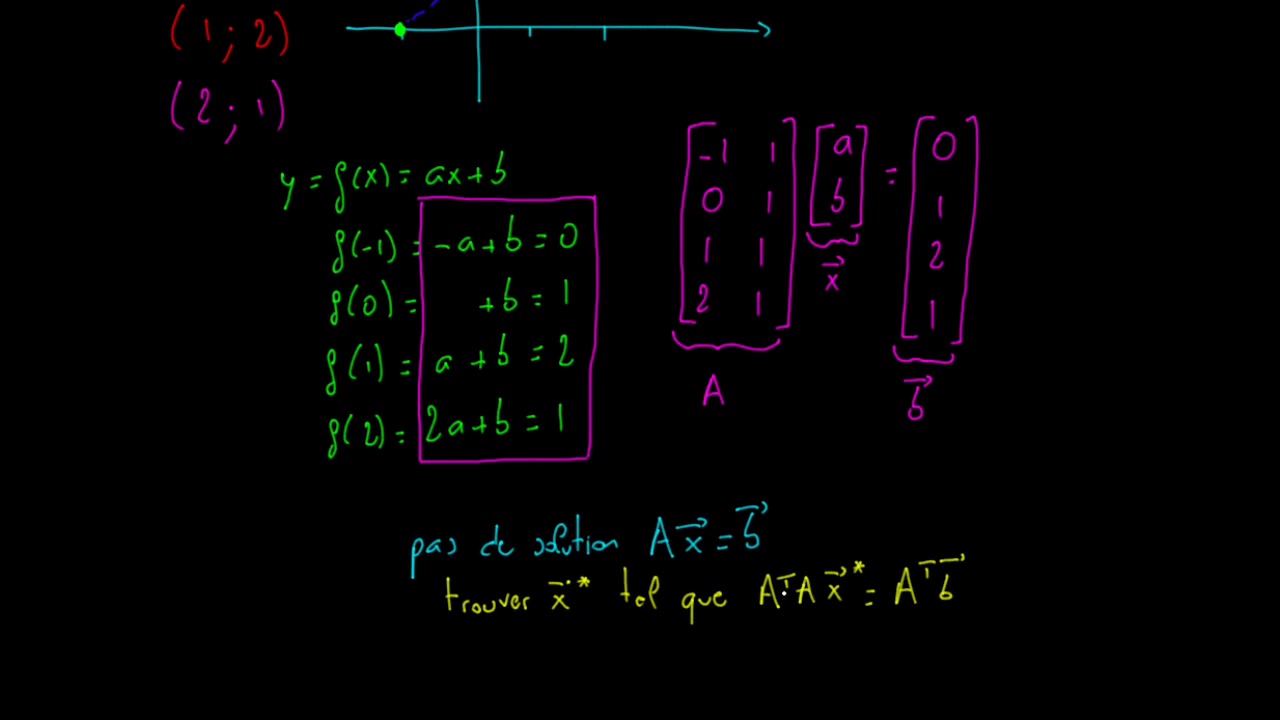 (1 ; 2)
(2 ; 1)
y = f(x) = ax + b
f(-1) = -a + b = 0
f(0) = + b = 1
f(1) = a + b = 2
f(2) = 2a + b = 1
[-1 1] [a] = [0]
[0 1] [b] [1]
[1 1] [2]
[2 1] [1]
A x⃗ b⃗
pas de solution A x⃗ = b⃗
trouver x⃗* tel que AᵀA x⃗* = Aᵀ b⃗